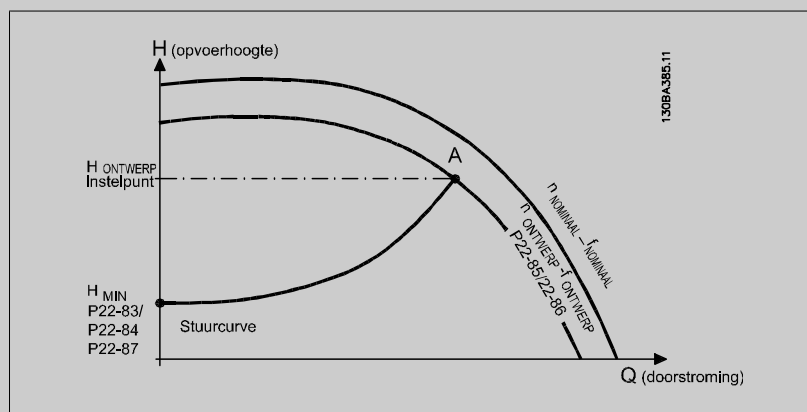 H (opvoerhoogte)
130BA385.11
A
H ONTWERP
Instelpunt
n NOMINAAL – f NOMINAAL
n ONTWERP -f ONTWERP
P22-85/22-86
H MIN
P22-83/
P22-84
P22-87
Stuurcurve
Q (doorstroming)